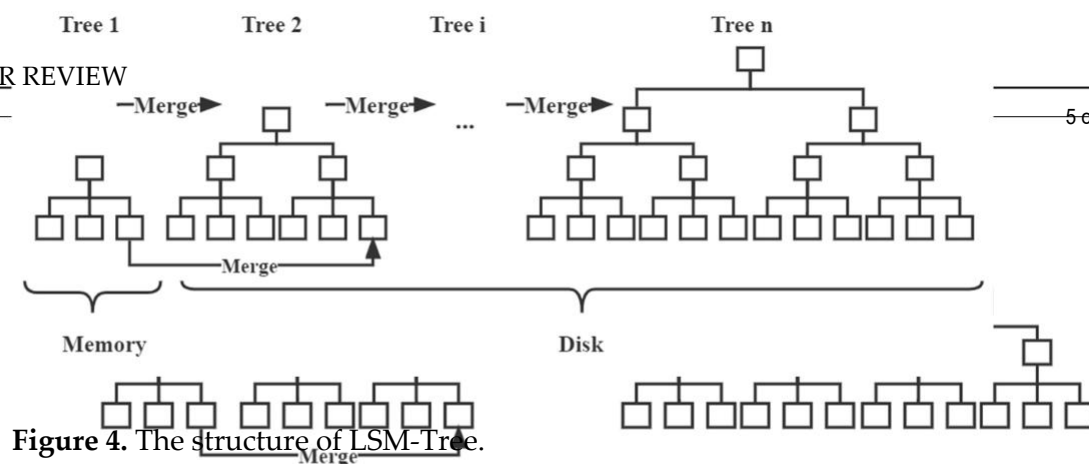 Tree 1 Tree 2 Tree i Tree n
R REVIEW
Merge Merge ... Merge
5 o
Merge
Memory Disk
Figure 4. The structure of LSM-Tree.
Merge